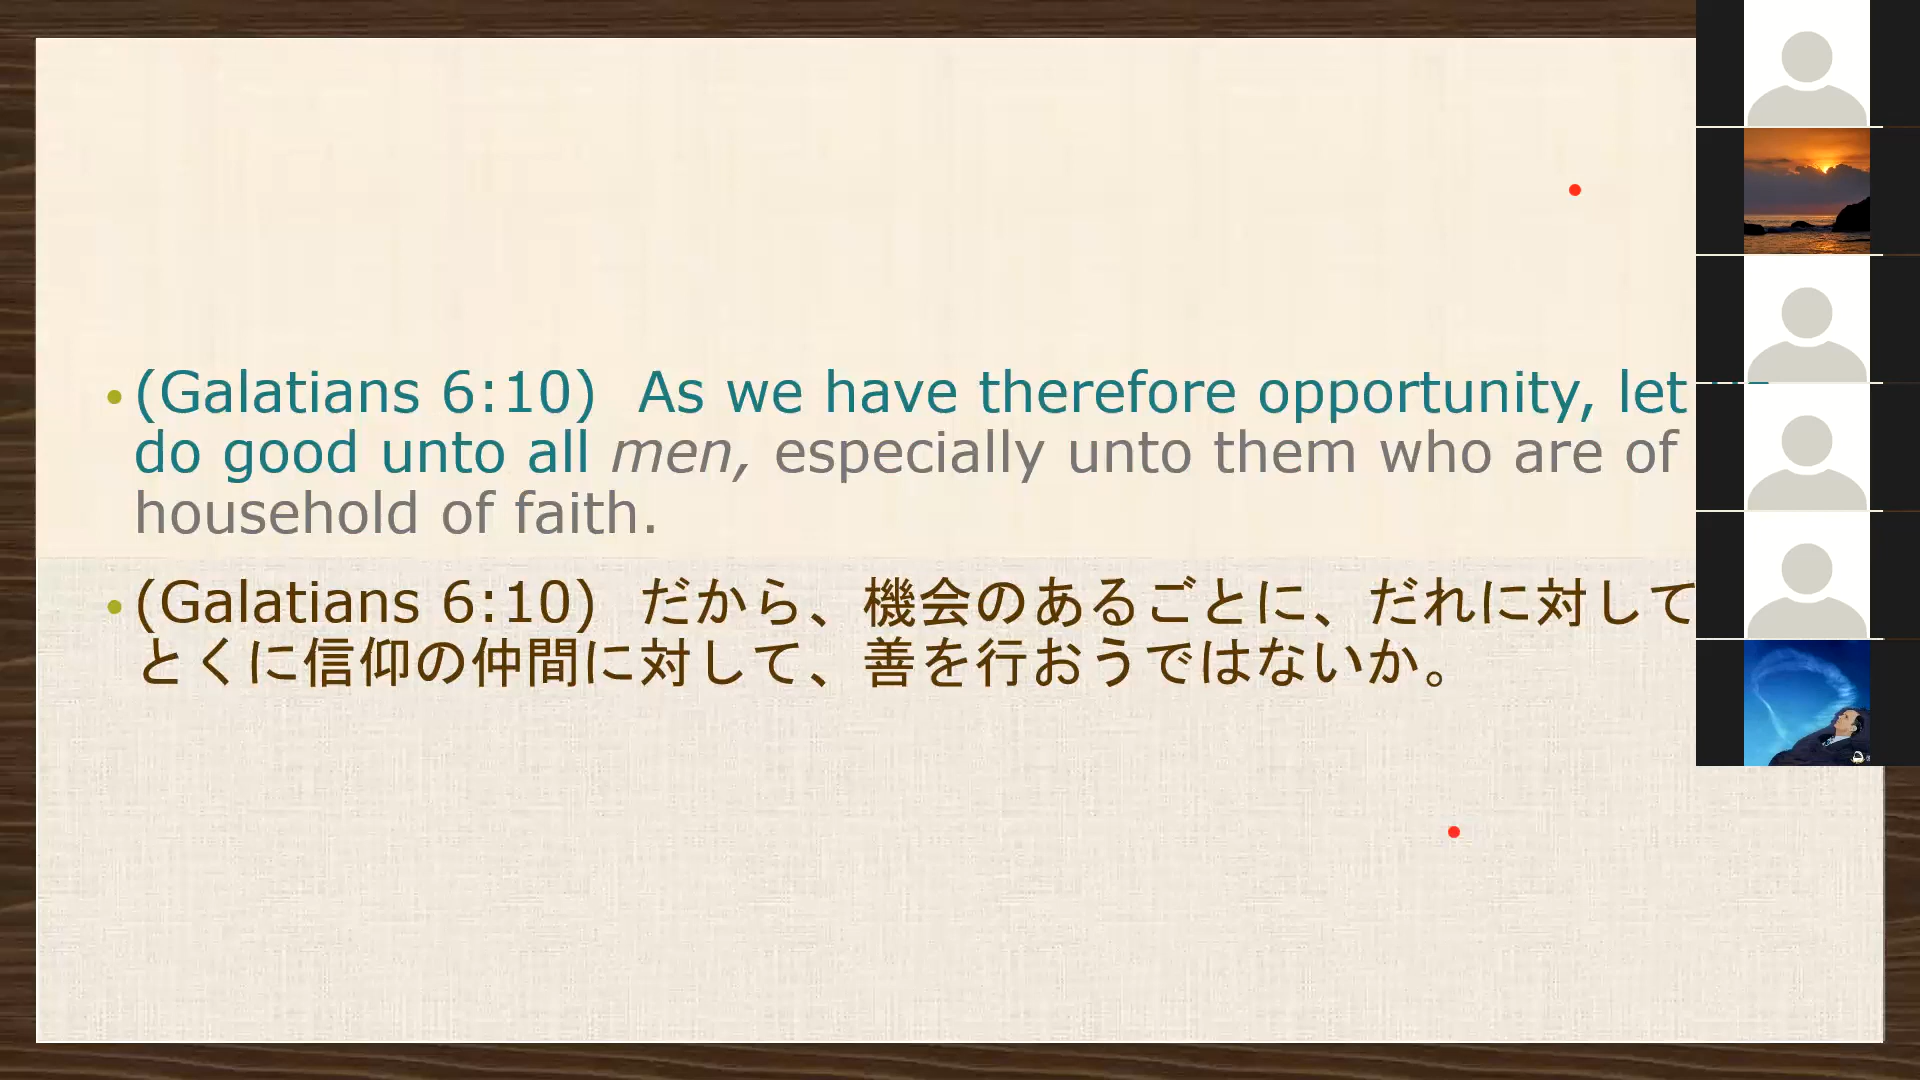 • (Galatians 6:10)  As we have therefore opportunity, let
do good unto all men, especially unto them who are of
household of faith.
• (Galatians 6:10)  だから、機会のあるごとに、だれに対して
とくに信仰の仲間に対して、善を行おうではないか。